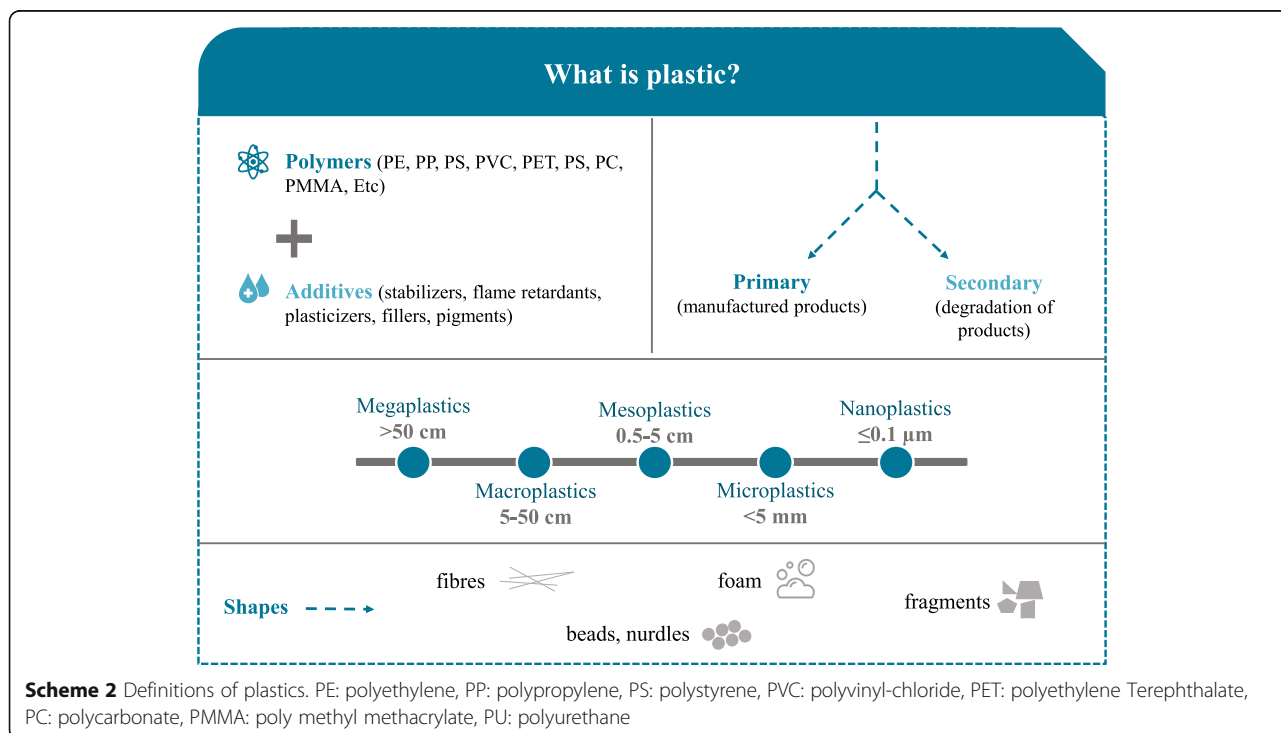 What is plastic?
Polymers (PE, PP, PS, PVC, PET, PS, PC,
PMMA, Etc)
Additives (stabilizers, flame retardants,
plasticizers, fillers, pigments)
Primary
(manufactured products)
Secondary
(degradation of
products)
Megaplastics
>50 cm
Macroplastics
5-50 cm
Mesoplastics
0.5-5 cm
Microplastics
<5 mm
Nanoplastics
≤0.1 µm
Shapes
fibres
beads, nurdles
foam
fragments
Scheme 2 Definitions of plastics. PE: polyethylene, PP: polypropylene, PS: polystyrene, PVC: polyvinyl-chloride, PET: polyethylene Terephthalate,
PC: polycarbonate, PMMA: poly methyl methacrylate, PU: polyurethane